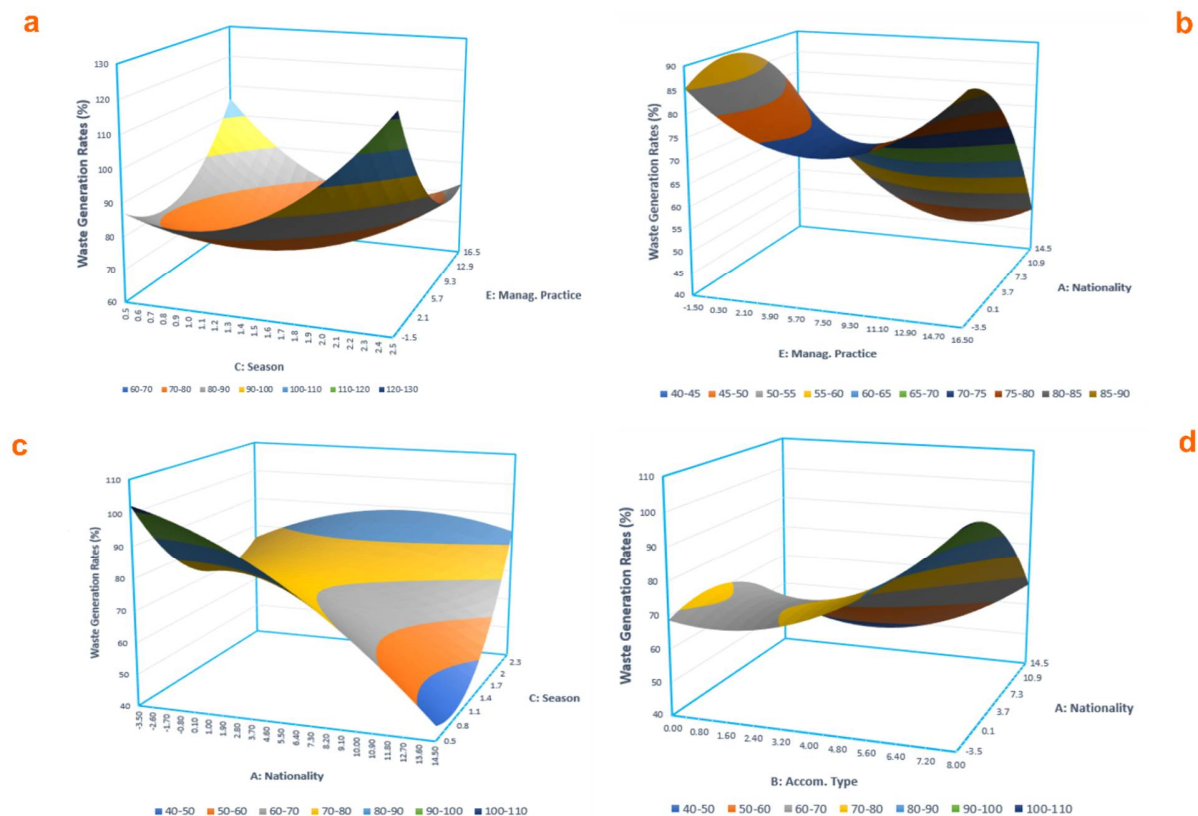 a
Waste Generation Rates (%)
130
120
110
100
90
80
70
60
0.5 0.6 0.7 0.8 0.9 1.0 1.1 1.2 1.3 1.4 1.5 1.6 1.7 1.8 1.9 2.0 2.1 2.2 2.3 2.4 2.5
16.5
12.9
9.3
5.7
2.1
-1.5
E: Manag. Practice
C: Season
60-70 70-80 80-90 90-100 100-110 110-120 120-130
b
Waste Generation Rates (%)
90
85
80
75
70
65
60
55
50
45
40
-1.50 0.30 2.10 3.90 5.70 7.50 9.30 11.10 12.90 14.70 16.50
14.5
10.9
7.3
3.7
0.1
-3.5
A: Nationality
E: Manag. Practice
40-45 45-50 50-55 55-60 60-65 65-70 70-75 75-80 80-85 85-90
c
Waste Generation Rates (%)
110
100
90
80
70
60
50
40
-3.50 -2.60 -1.70 -0.80 0.10 1.00 1.90 2.80 3.70 4.60 5.50 6.40 7.30 8.20 9.10 10.00 10.90 11.80 12.70 13.60 14.50
2.3
2
1.7
1.4
1.1
0.8
0.5
C: Season
A: Nationality
40-50 50-60 60-70 70-80 80-90 90-100 100-110
d
Waste Generation Rates (%)
110
100
90
80
70
60
50
40
0.00 0.80 1.60 2.40 3.20 4.00 4.80 5.60 6.40 7.20 8.00
14.5
10.9
7.3
3.7
0.1
-3.5
A: Nationality
B: Accom. Type
40-50 50-60 60-70 70-80 80-90 90-100 100-110